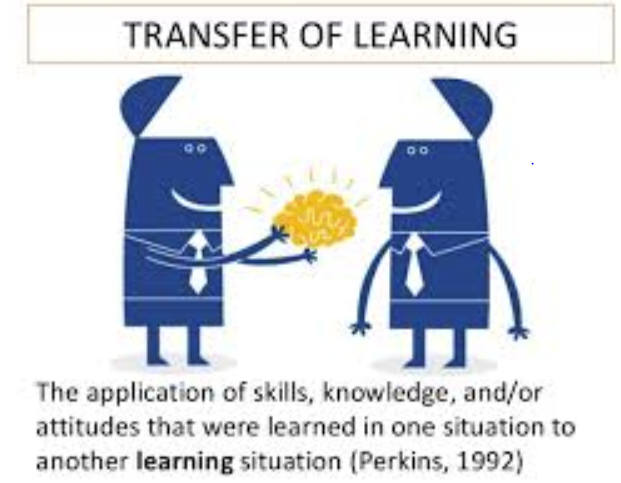 TRANSFER OF LEARNING
The application of skills, knowledge, and/or
attitudes that were learned in one situation to
another learning situation (Perkins, 1992)